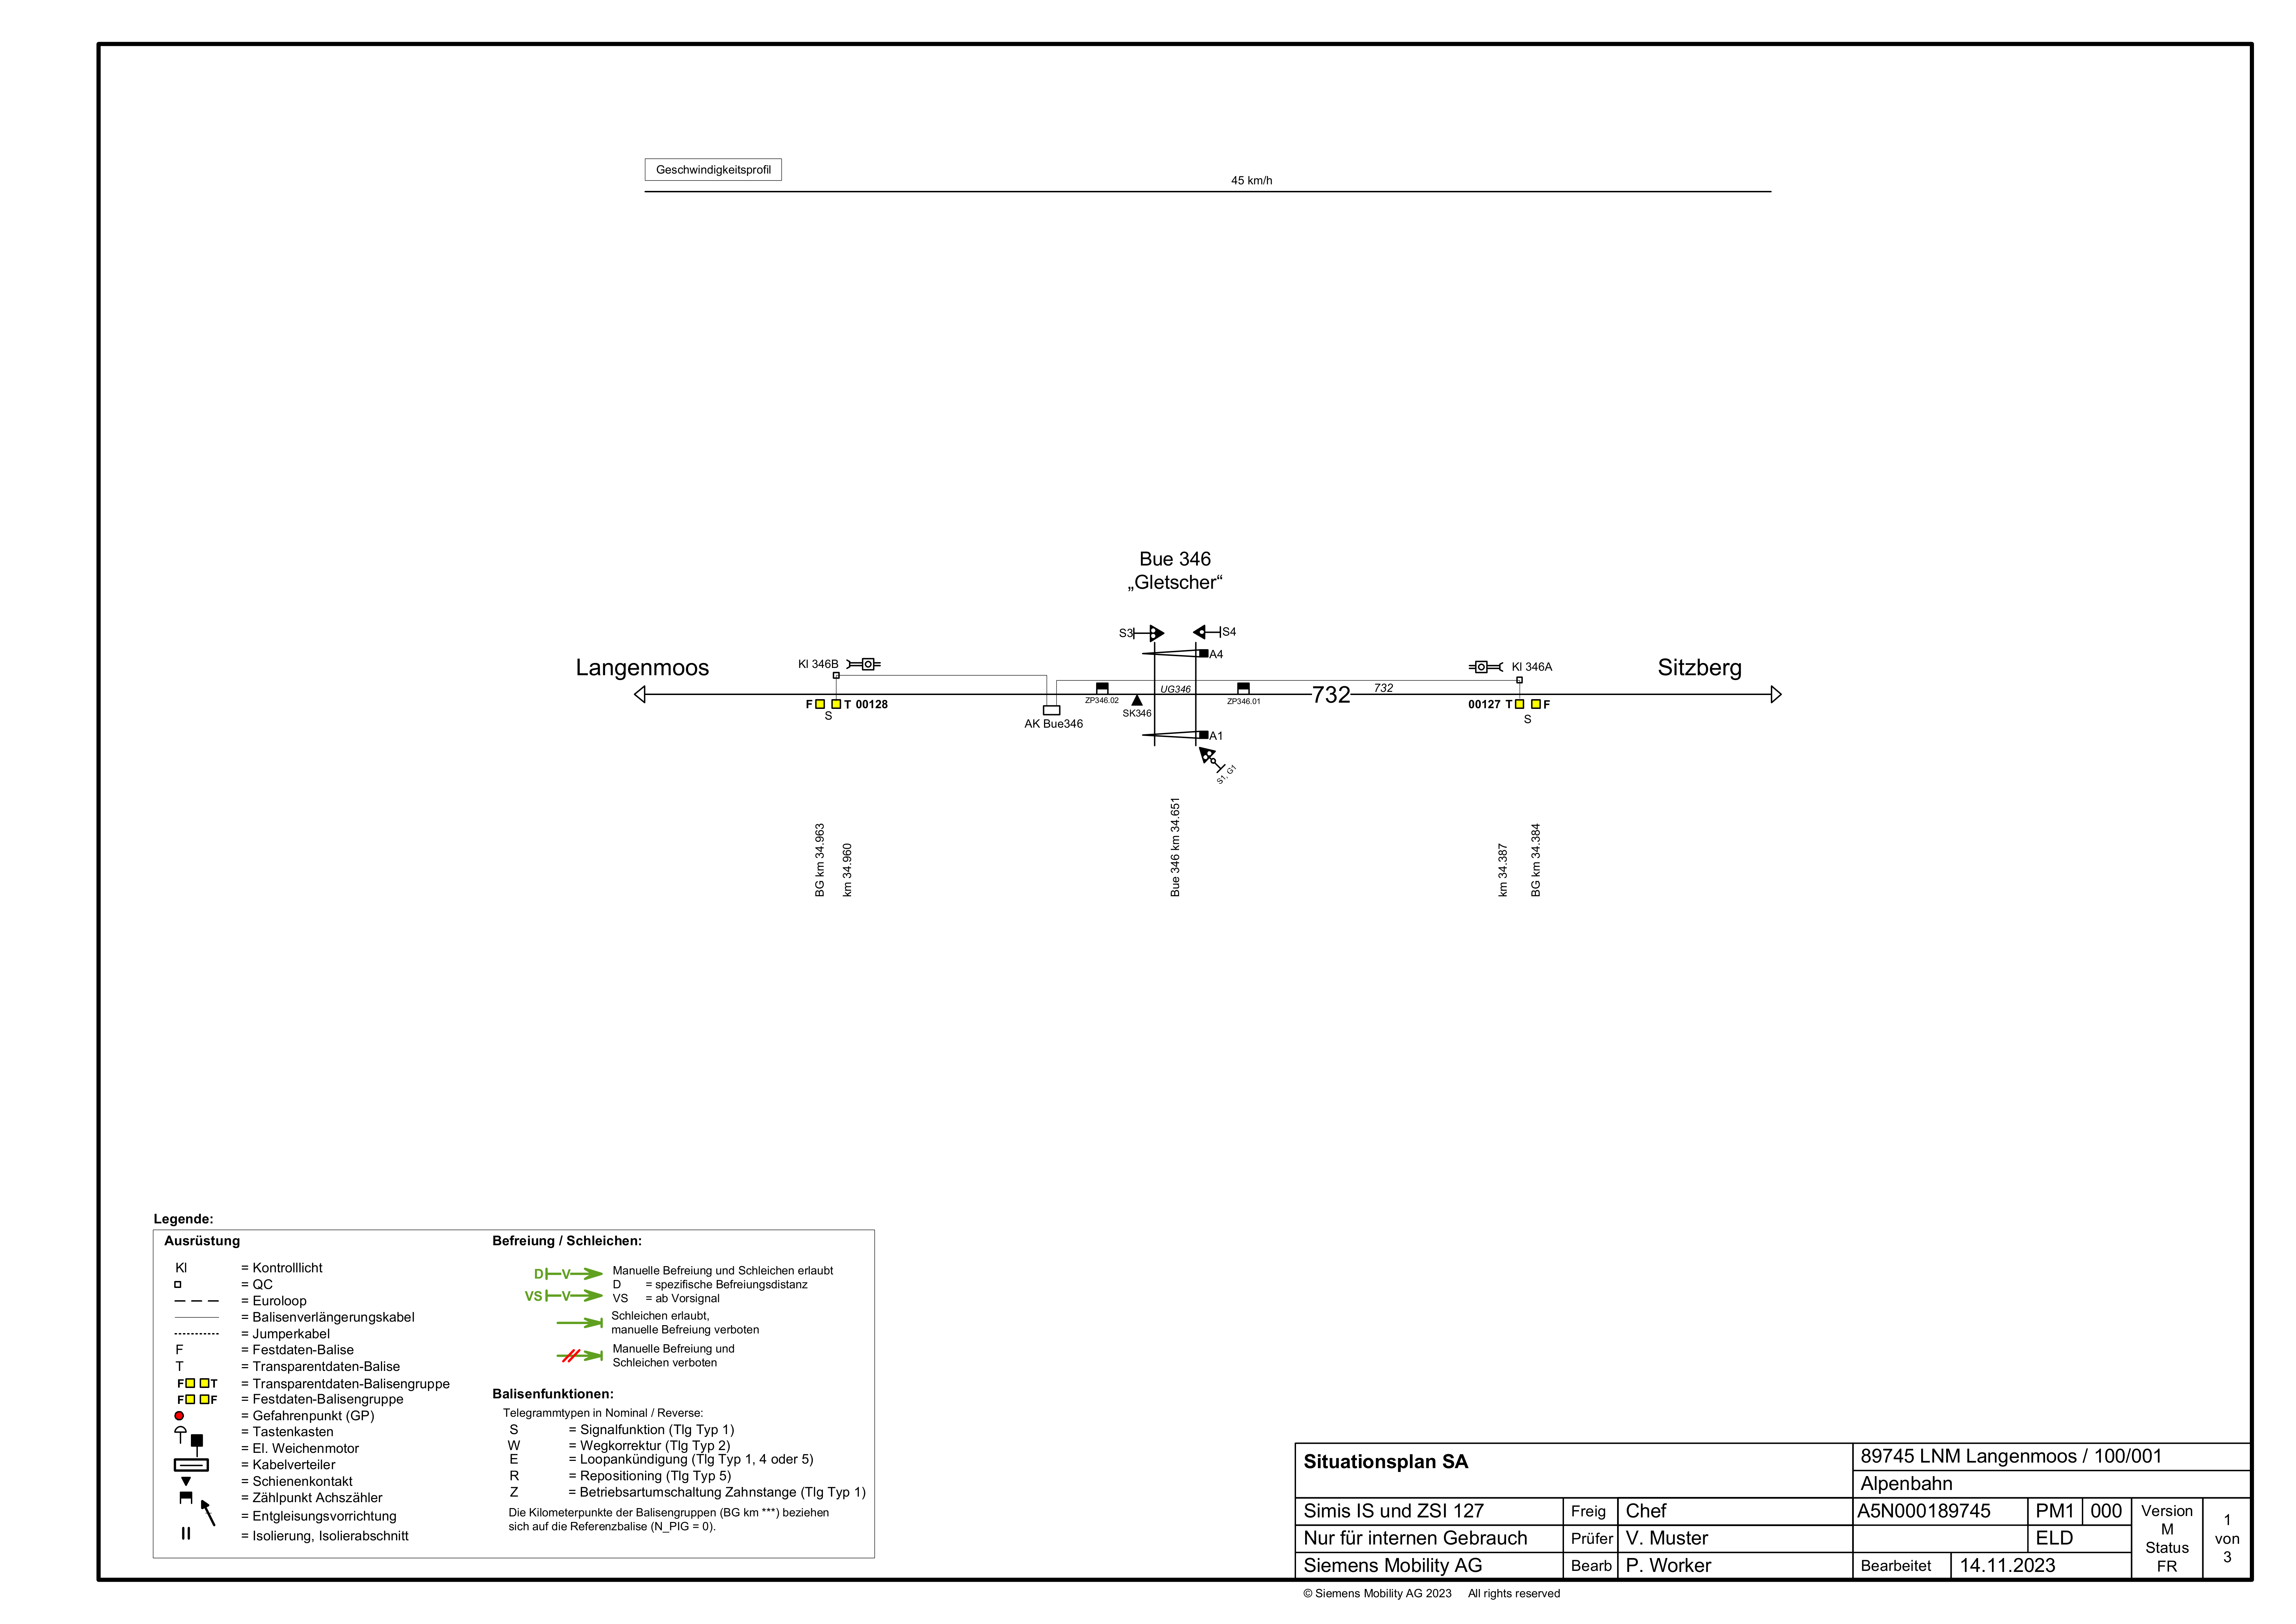 Geschwindigkeitsprofil
45 km/h
Bue 346
„Gletscher“
S3
S4
A4
Langenmoos
Kl 346B
Kl 346A
Sitzberg
UG346
732
732
ZP346.02
ZP346.01
F
T 00128
S
SK346
AK Bue346
00127 T
F
S
A1
S1, G1
BG km 34.963
km 34.960
Bue 346 km 34.651
km 34.387
BG km 34.384
Legende:
Ausrüstung
Kl = Kontrolllicht
= QC
= Euroloop
= Balisenverlängerungskabel
= Jumperkabel
F = Festdaten-Balise
T = Transparentdaten-Balise
F T = Transparentdaten-Balisengruppe
F F = Festdaten-Balisengruppe
= Gefahrenpunkt (GP)
= Tastenkasten
= El. Weichenmotor
= Kabelverteiler
= Schienenkontakt
= Zählpunkt Achszähler
= Entgleisungsvorrichtung
= Isolierung, Isolierabschnitt
Befreiung / Schleichen:
D V Manuelle Befreiung und Schleichen erlaubt
D = spezifische Befreiungsdistanz
VS V VS = ab Vorsignal
Schleichen erlaubt,
manuelle Befreiung verboten
Manuelle Befreiung und
Schleichen verboten
Balisenfunktionen:
Telegrammtypen in Nominal / Reverse:
S = Signalfunktion (Tlg Typ 1)
W = Wegkorrektur (Tlg Typ 2)
E = Loopankündigung (Tlg Typ 1, 4 oder 5)
R = Repositioning (Tlg Typ 5)
Z = Betriebsartumschaltung Zahnstange (Tlg Typ 1)
Die Kilometerpunkte der Balisengruppen (BG km ***) beziehen
sich auf die Referenzbalise (N_PIG = 0).
Situationsplan SA
89745 LNM Langenmoos / 100/001
Alpenbahn
Simis IS und ZSI 127
Freig
Chef
A5N000189745
PM1
000
Nur für internen Gebrauch
Prüfer
V. Muster
ELD
Siemens Mobility AG
Bearb
P. Worker
Bearbeitet
14.11.2023
Version
M
Status
FR
1
von
3
© Siemens Mobility AG 2023 All rights reserved